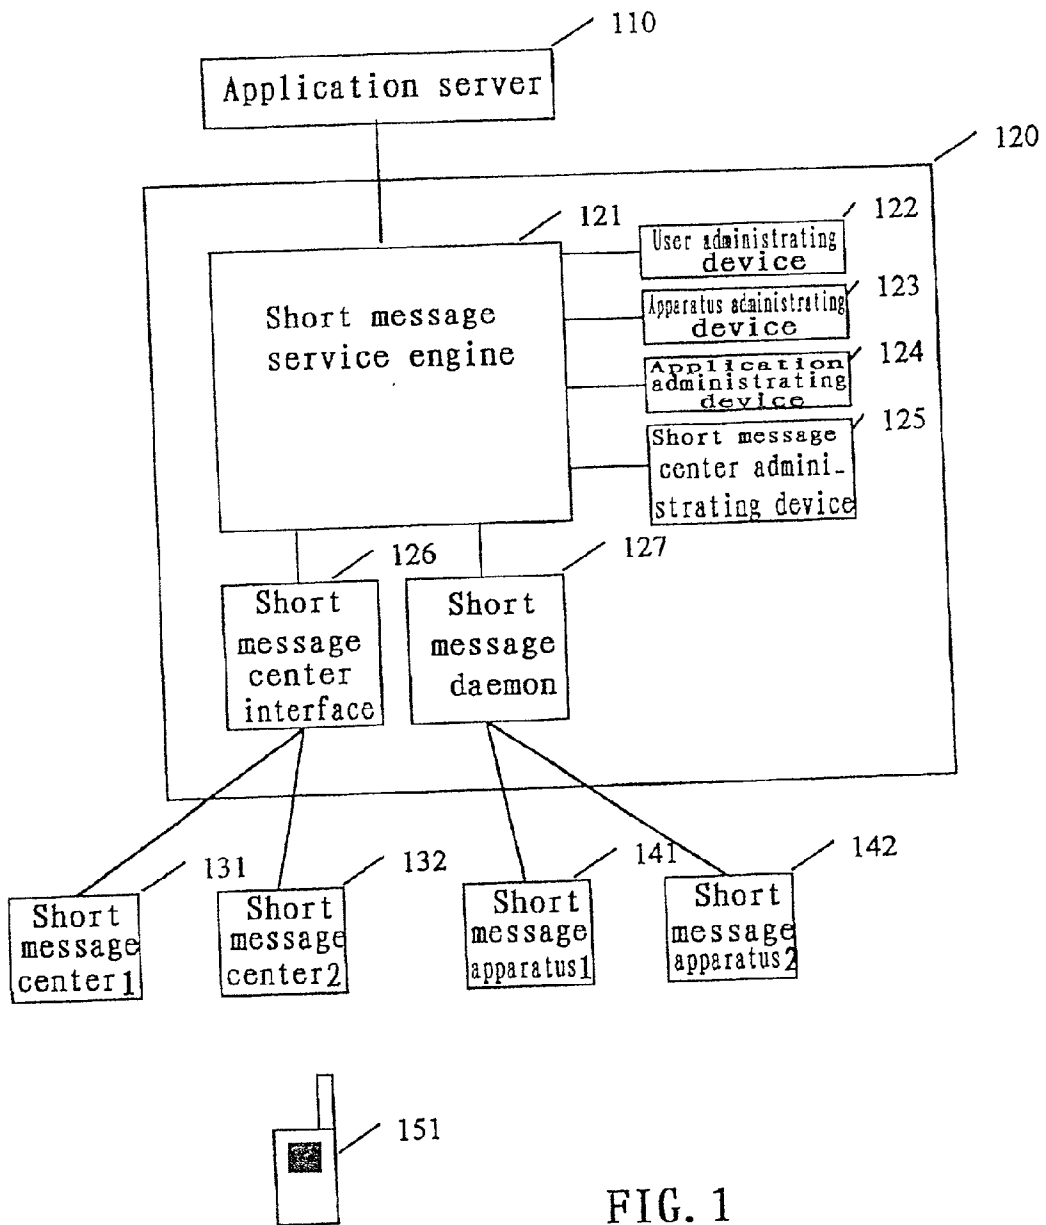 110
Application server
120
121
Short message
service engine
122
User administrating
device
123
Apparatus administrating
device
124
Application
administrating
device
125
Short message
center admini-
strating device
126
Short
message
center
interface
127
Short
message
daemon
131
Short
message
center1
132
Short
message
center2
141
Short
message
apparatus1
142
Short
message
apparatus2
151
FIG. 1